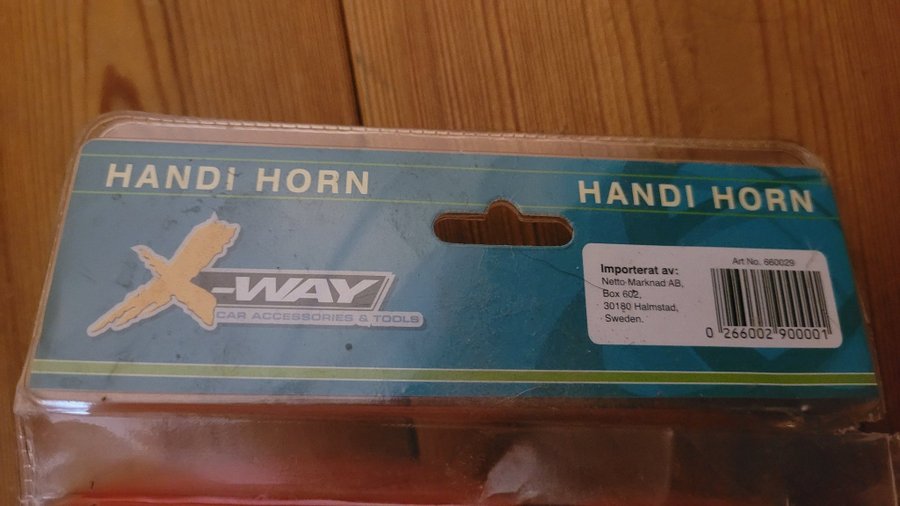 HANDi HORN
X-WAY
CAR ACCESSORIES & TOOLS
HANDI HORN
Importerat av:
Netto Marknad AB,
Box 602,
30180 Halmstad,
Sweden.
Art No. 660029
0 266002 900001